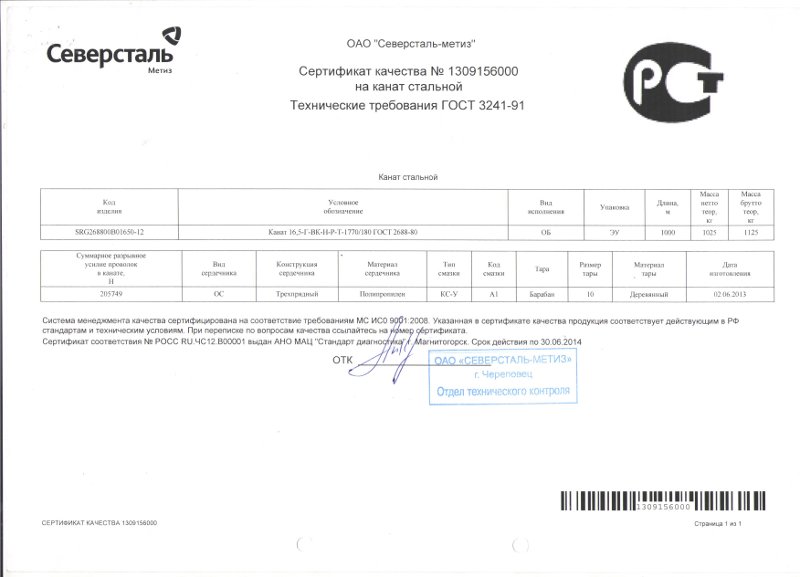 Северсталь
Метиз
ОАО "Северсталь-метиз"
Сертификат качества № 1309156000
на канат стальной
Технические требования ГОСТ 3241-91
РСТ
Канат стальной
Код изделия | Условное обозначение | Вид исполнения | Упаковка | Длина, м | Масса нетто теор, кг | Масса брутто теор, кг
SRG268800B01650-12 | Канат 16,5-Г-ВК-Н-Р-Т-1770/180 ГОСТ 2688-80 | ОБ | ЭУ | 1000 | 1025 | 1125
Суммарное разрывное усилие проволок в канате, Н | Вид сердечника | Конструкция сердечника | Материал сердечника | Тип смазки | Код смазки | Тара | Размер тары | Материал тары | Дата изготовления
205749 | ОС | Трехпрядный | Полипропилен | КС-У | А1 | Барабан | 10 | Деревянный | 02.06.2013
Система менеджмента качества сертифицирована на соответствие требованиям МС ИСО 9001:2008. Указанная в сертификате качества продукция соответствует действующим в РФ
стандартам и техническим условиям. При переписке по вопросам качества ссылайтесь на номер сертификата.
Сертификат соответствия № РОСС RU.ЧС12.В00001 выдан АНО МАЦ "Стандарт диагностика" г. Магнитогорск. Срок действия по 30.06.2014
ОТК
ОАО «СЕВЕРСТАЛЬ-МЕТИЗ»
г. Череповец
Отдел технического контроля
1309156000
СЕРТИФИКАТ КАЧЕСТВА 1309156000
Страница 1 из 1